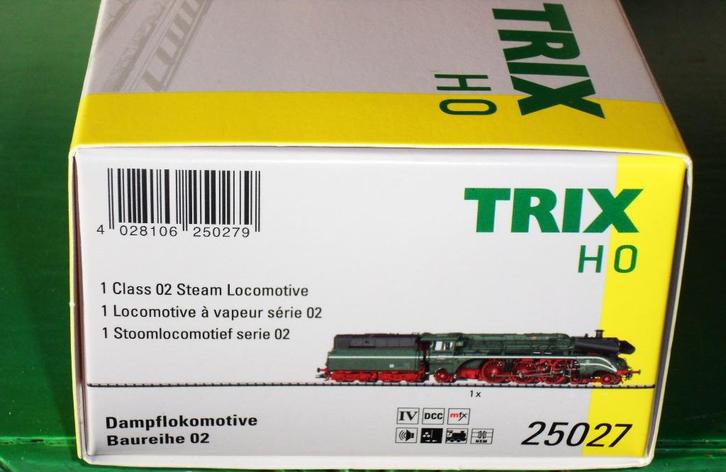 TRIX
HO
4 028106 250279
TRIX
HO
1 Class 02 Steam Locomotive
1 Locomotive à vapeur série 02
1 Stoomlocomotief serie 02
1x
Dampflokomotive
Baureihe 02
IV DCC mfx
NEM
25027